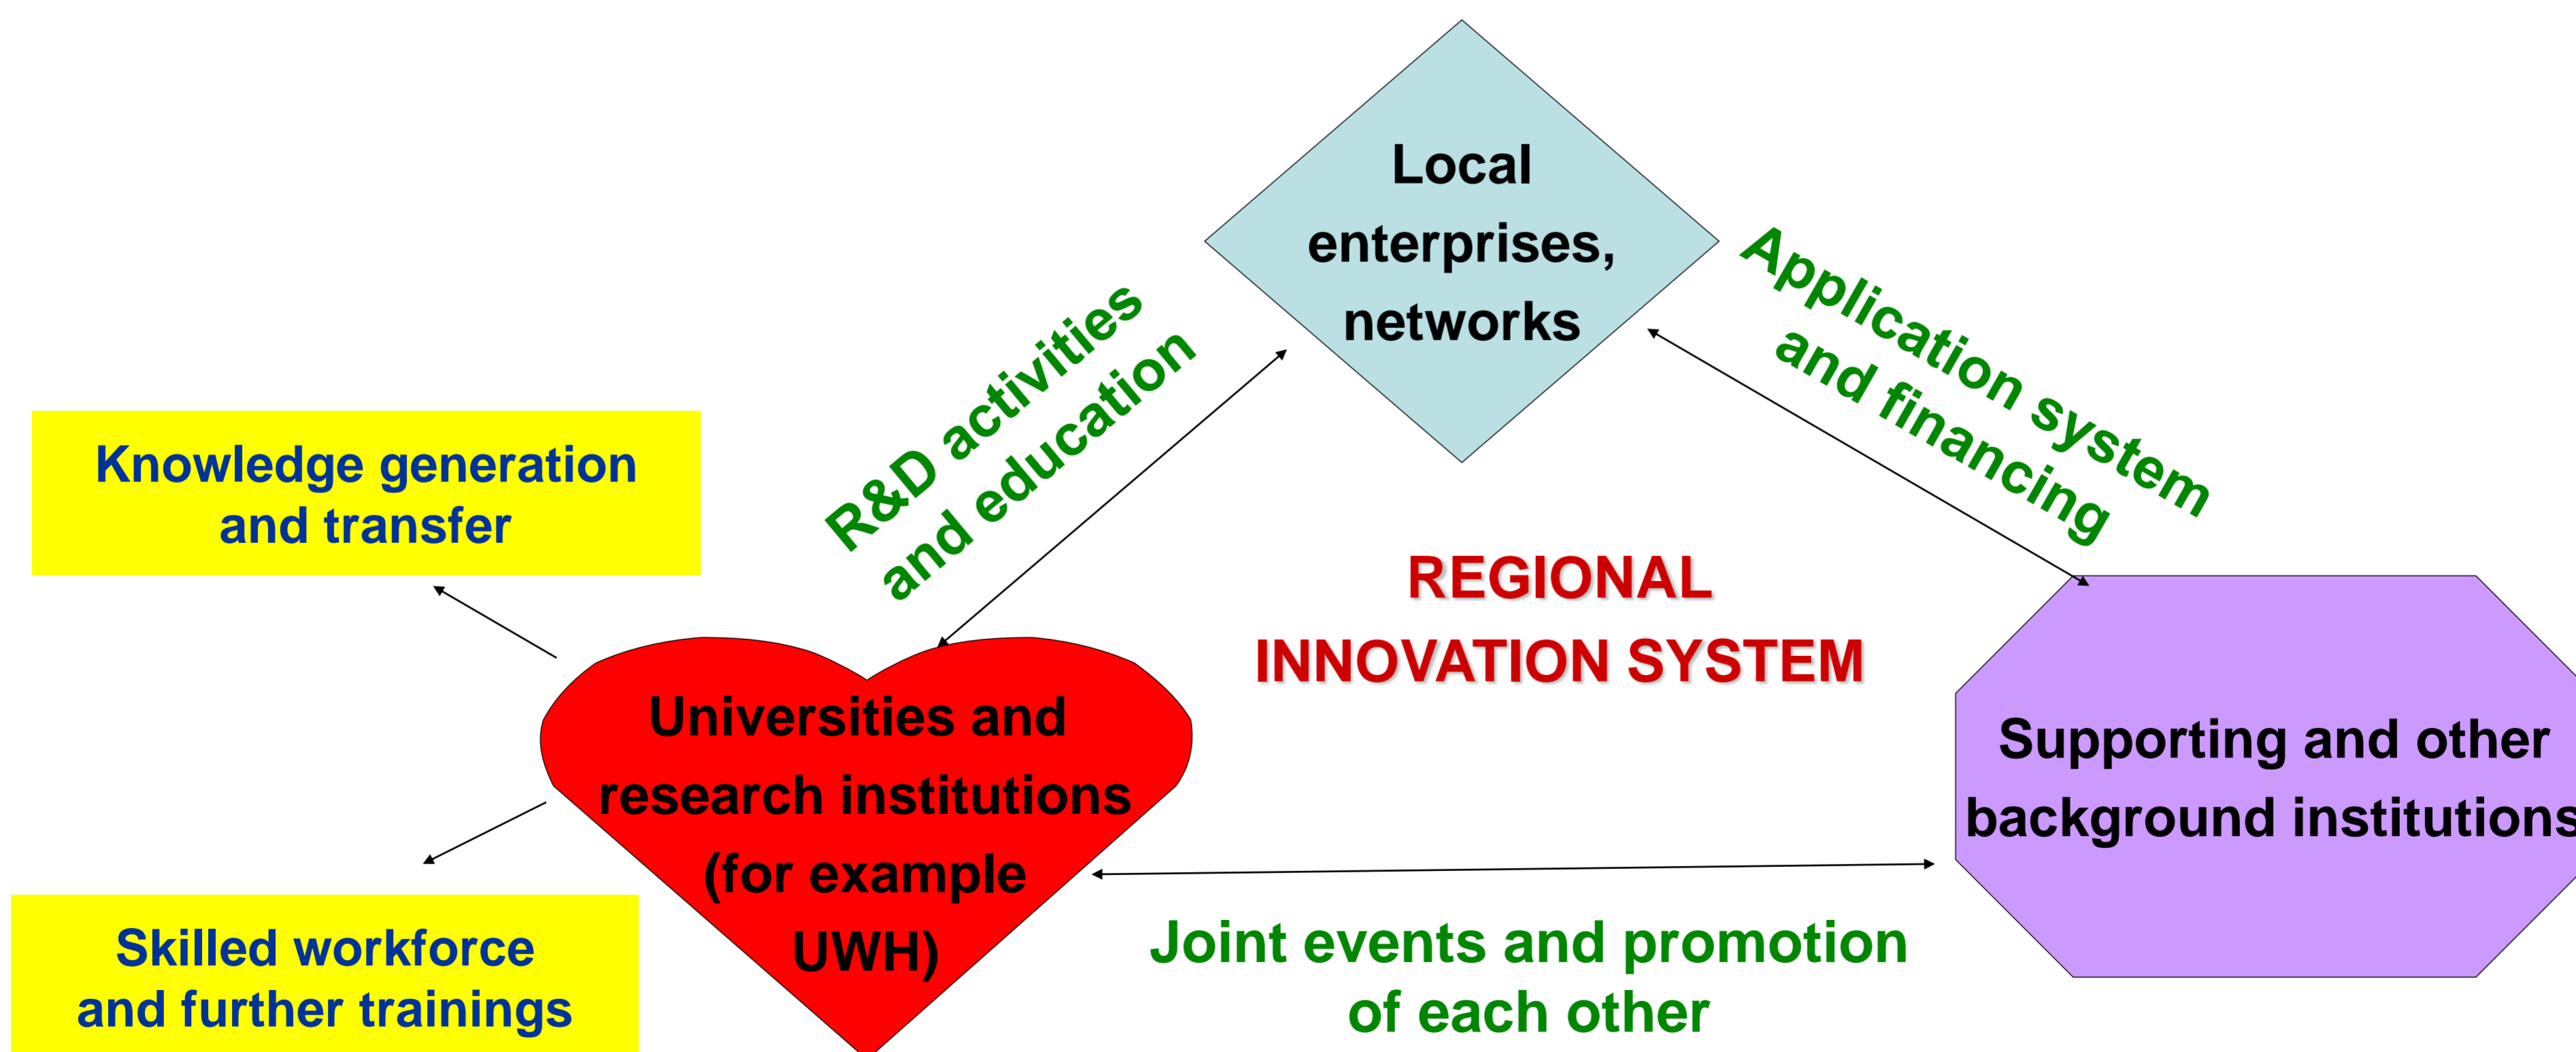 Local
enterprises,
networks
Application system
and financing
R&D activities
and education
Knowledge generation
and transfer
REGIONAL
INNOVATION SYSTEM
Universities and
research institutions
(for example
UWH)
Supporting and other
background institutions
Skilled workforce
and further trainings
Joint events and promotion
of each other